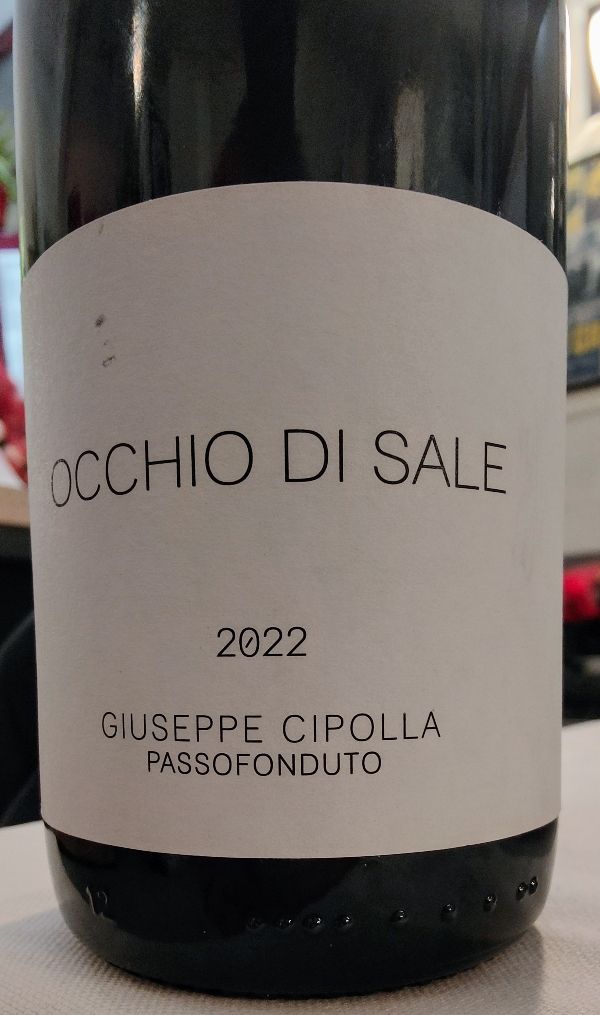 OCCHIO DI SALE
2022
GIUSEPPE CIPOLLA
PASSOFONDUTO